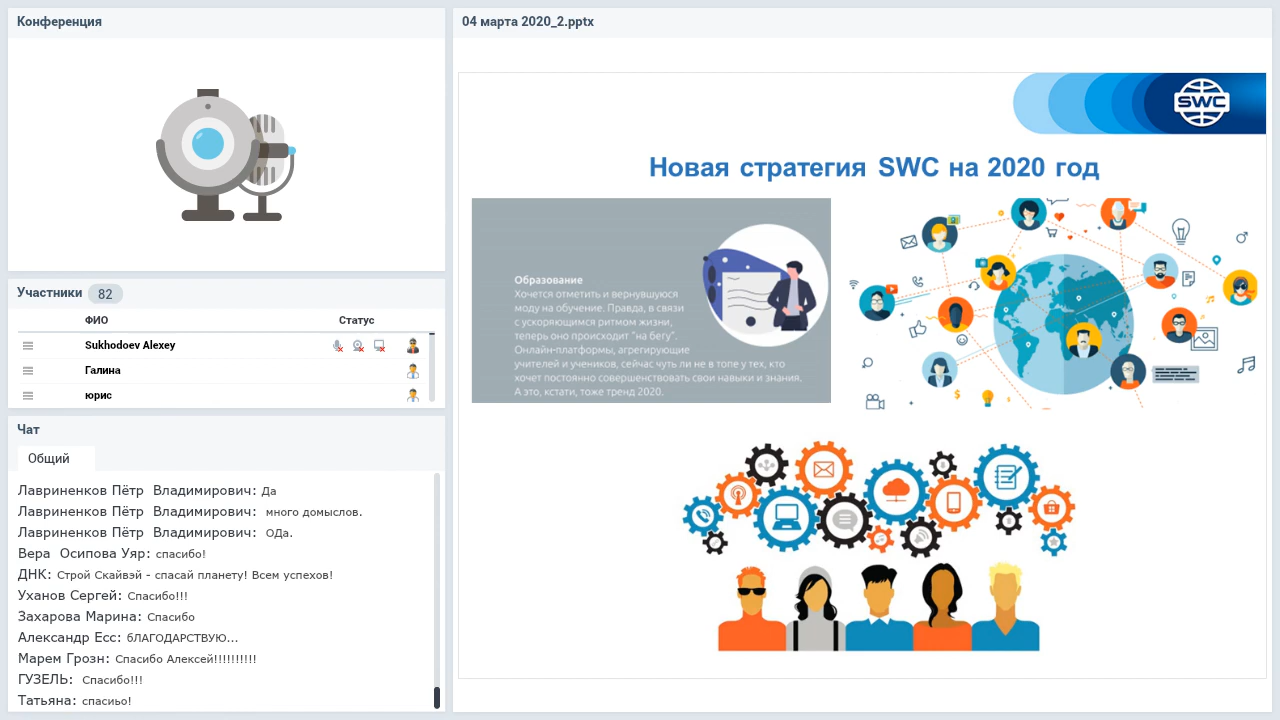 Конференция
Участники 82
ФИО Статус
Sukhodoev Alexey
Галина
юрис
Чат
Общий
Лавриненков Пётр Владимирович: Да
Лавриненков Пётр Владимирович: много домыслов.
Лавриненков Пётр Владимирович: ОДа.
Вера Осипова Уяр: спасибо!
ДНК: Строй Скайвэй - спасай планету! Всем успехов!
Уханов Сергей: Спасибо!!!
Захарова Марина: Спасибо
Александр Есс: бЛАГОДАРСТВУЮ...
Марем Грозн: Спасибо Алексей!!!!!!!!!!
ГУЗЕЛЬ: Спасибо!!!
Татьяна: спасиьо!
04 марта 2020_2.pptx
SWC
Новая стратегия SWC на 2020 год
Образование
Хочется отметить и вернувшуюся
моду на обучение. Правда, в связи
с ускоряющимся ритмом жизни,
теперь оно происходит "на бегу".
Онлайн-платформы, агрегирующие
учителей и учеников, сейчас чуть ли не в топе у тех, кто
хочет постоянно совершенствовать свои навыки и знания.
А это, кстати, тоже тренд 2020.